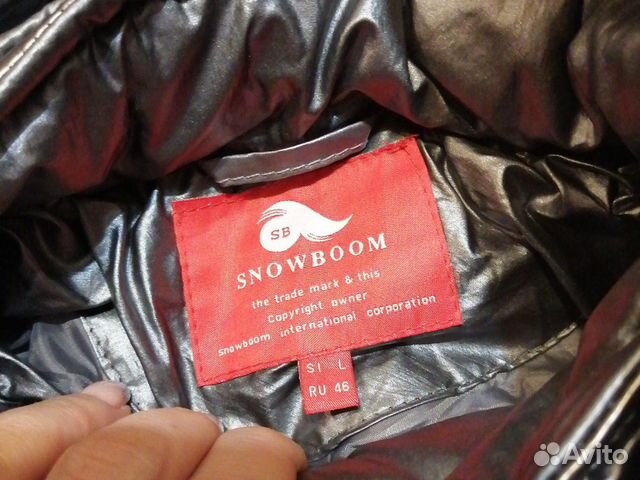 SB
SNOWBOOM
the trade mark & this
Copyright owner
snowboom international corporation
SI L
RU 46
Avito